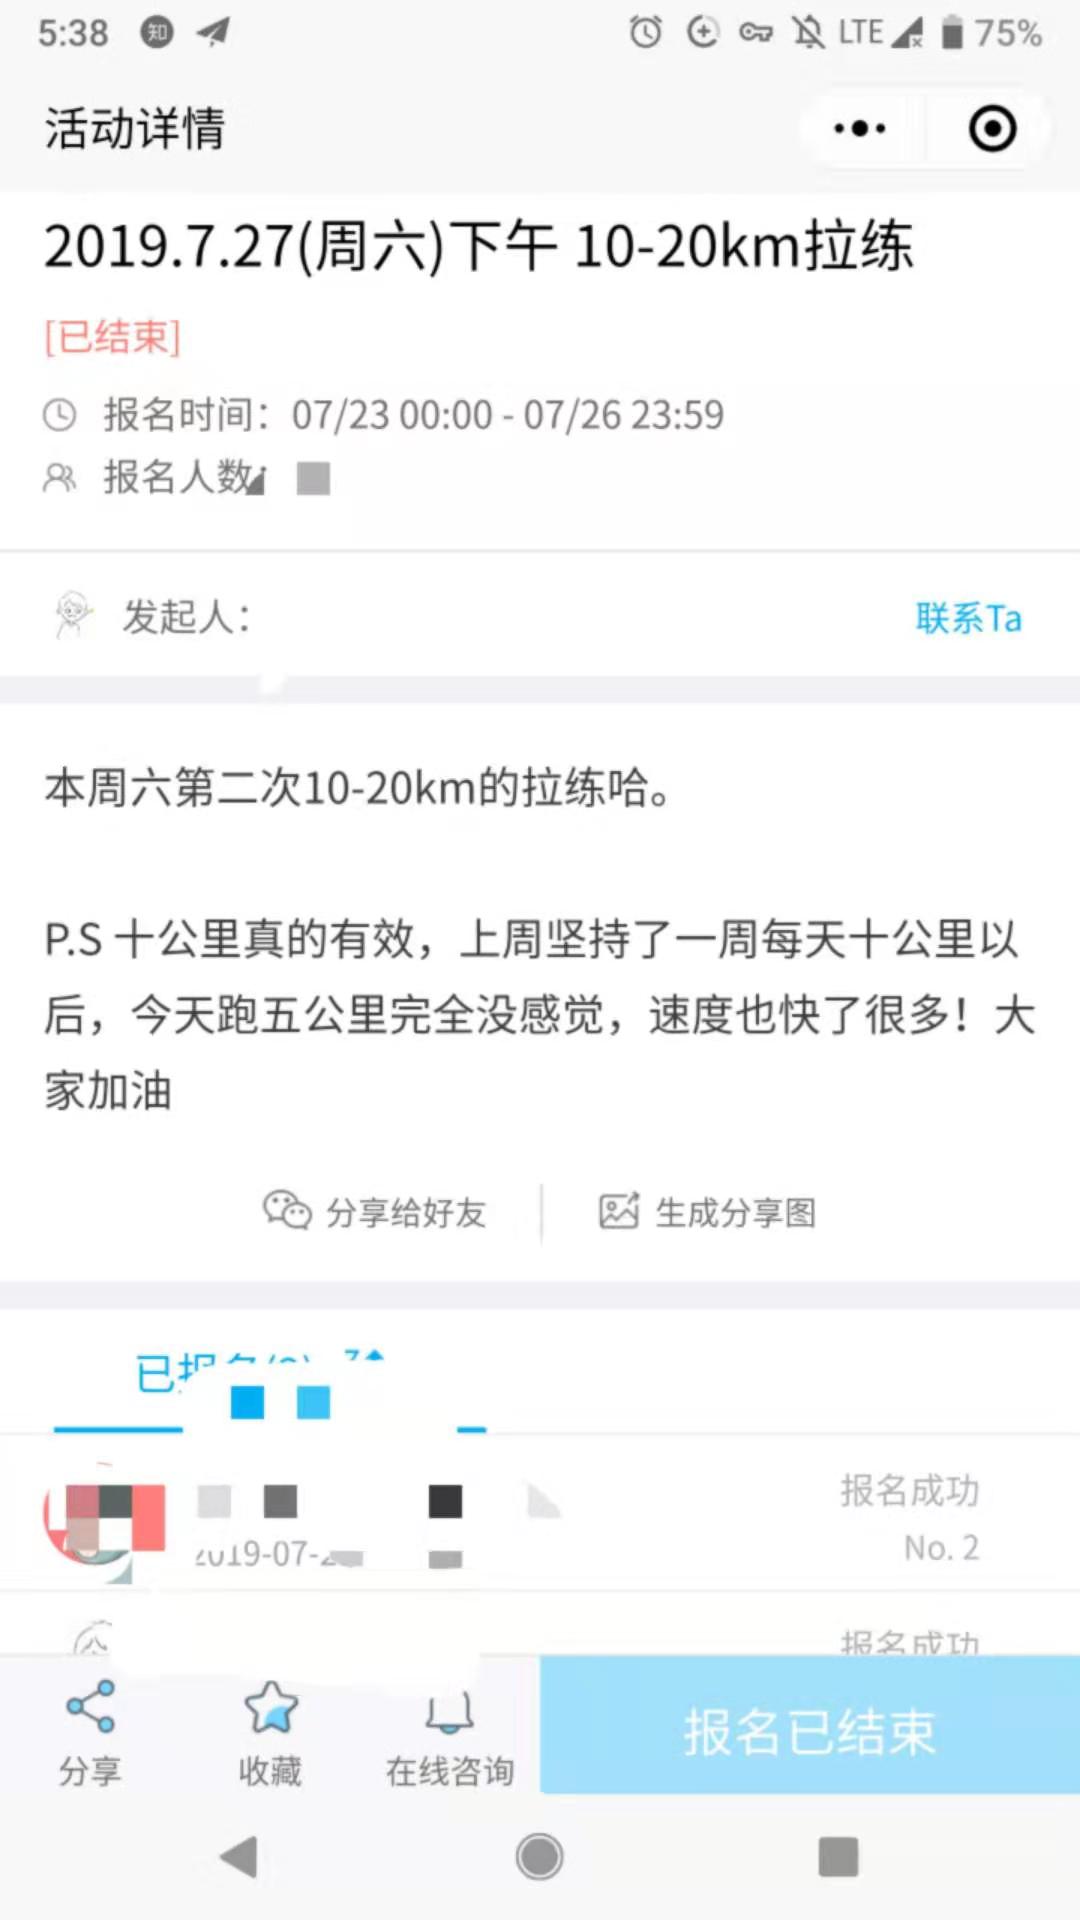 5:38 知 LTE 75%
活动详情
2019.7.27(周六)下午 10-20km拉练
[已结束]
报名时间：07/23 00:00 - 07/26 23:59
报名人数
发起人：
联系Ta
本周六第二次10-20km的拉练哈。
P.S 十公里真的有效，上周坚持了一周每天十公里以
后，今天跑五公里完全没感觉，速度也快了很多！大
家加油
分享给好友
生成分享图
已报名
报名成功
2019-07-
No. 2
报名成功
分享
收藏
在线咨询
报名已结束